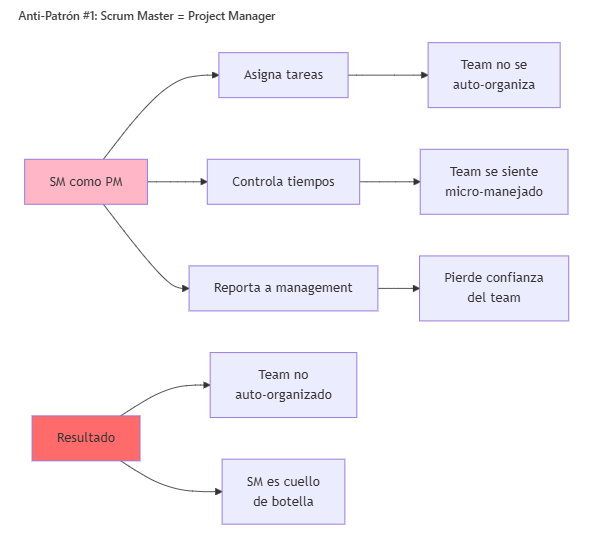 Anti-Patrón #1: Scrum Master = Project Manager
SM como PM
Asigna tareas
Team no se
auto-organiza
Controla tiempos
Team se siente
micro-manejado
Reporta a management
Pierde confianza
del team
Resultado
Team no
auto-organizado
SM es cuello
de botella